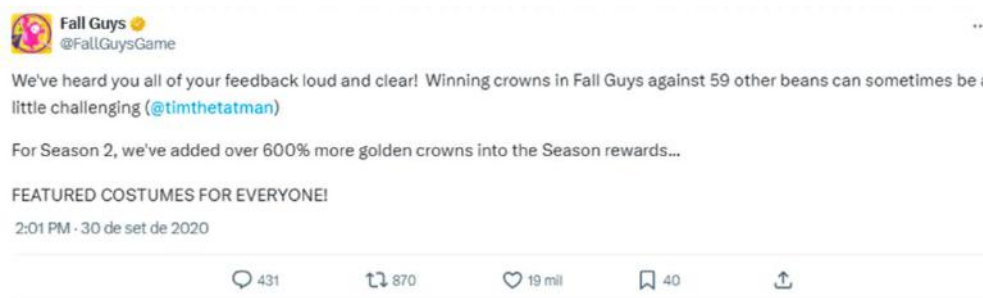 Fall Guys
@FallGuysGame
We've heard you all of your feedback loud and clear! Winning crowns in Fall Guys against 59 other beans can sometimes be a
little challenging (@timthetatman)
For Season 2, we've added over 600% more golden crowns into the Season rewards...
FEATURED COSTUMES FOR EVERYONE!
2:01 PM · 30 de set de 2020
431 870 19 mil 40